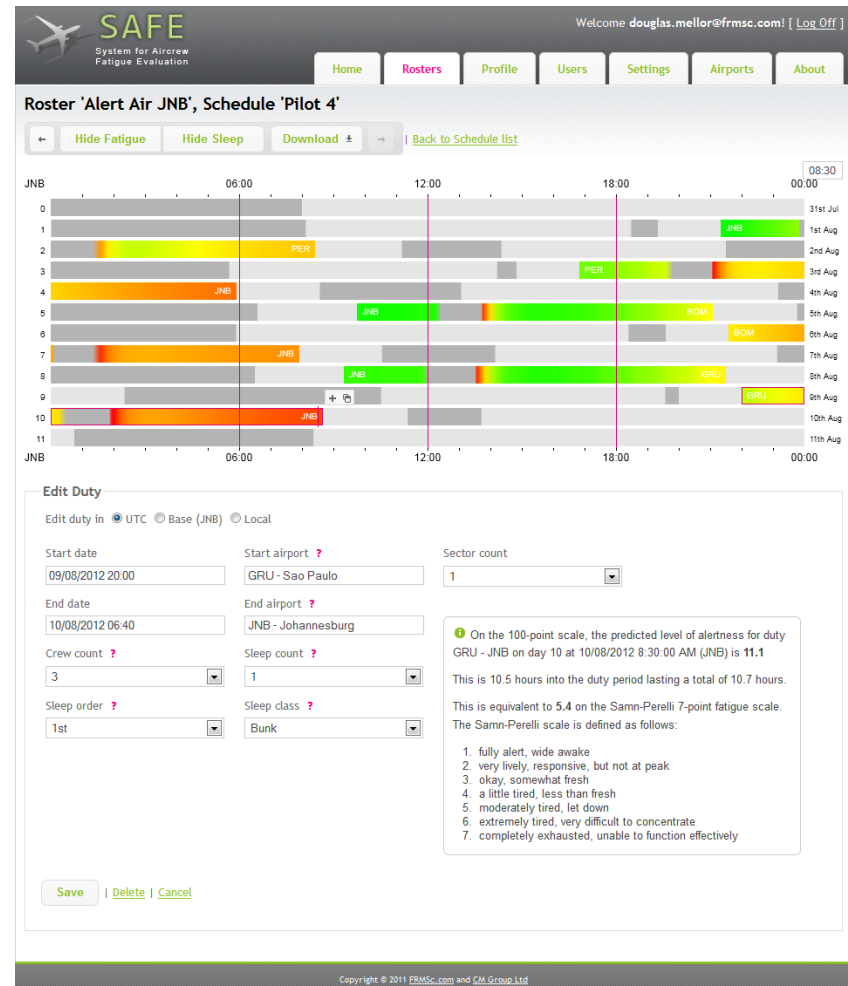 SAFE
System for Aircrew
Fatigue Evaluation
Welcome douglas.mellor@frmsc.com! [ Log Off ]
Home Rosters Profile Users Settings Airports About
Roster 'Alert Air JNB', Schedule 'Pilot 4'
← Hide Fatigue Hide Sleep Download → | Back to Schedule list
08:30
JNB 06:00 12:00 18:00 00:00
0 31st Jul
1 JNB 1st Aug
2 PER 2nd Aug
3 PER 3rd Aug
4 JNB 4th Aug
5 JNB BOM 5th Aug
6 BOM 6th Aug
7 JNB 7th Aug
8 JNB GRU 8th Aug
9 GRU 9th Aug
10 JNB 10th Aug
11 11th Aug
JNB 06:00 12:00 18:00 00:00
Edit Duty
Edit duty in UTC Base (JNB) Local
Start date Start airport ? Sector count
09/08/2012 20:00 GRU - Sao Paulo 1
End date End airport ?
10/08/2012 06:40 JNB - Johannesburg
Crew count ? Sleep count ?
3 1
Sleep order ? Sleep class ?
1st Bunk
On the 100-point scale, the predicted level of alertness for duty
GRU - JNB on day 10 at 10/08/2012 8:30:00 AM (JNB) is 11.1
This is 10.5 hours into the duty period lasting a total of 10.7 hours.
This is equivalent to 5.4 on the Samn-Perelli 7-point fatigue scale.
The Samn-Perelli scale is defined as follows:
1. fully alert, wide awake
2. very lively, responsive, but not at peak
3. okay, somewhat fresh
4. a little tired, less than fresh
5. moderately tired, let down
6. extremely tired, very difficult to concentrate
7. completely exhausted, unable to function effectively
Save | Delete | Cancel
Copyright © 2011 FRMSc.com and CM Group Ltd